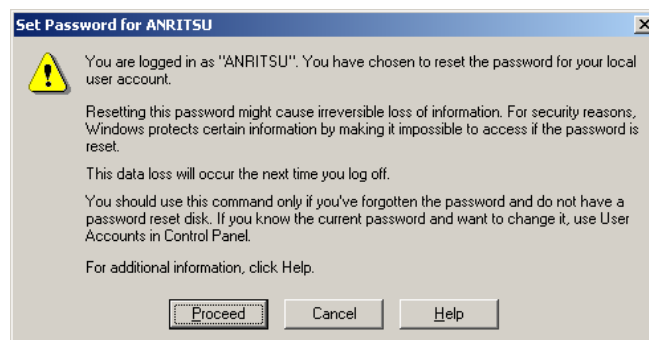 Set Password for ANRITSU
You are logged in as "ANRITSU". You have chosen to reset the password for your local
user account.
Resetting this password might cause irreversible loss of information. For security reasons,
Windows protects certain information by making it impossible to access if the password is
reset.
This data loss will occur the next time you log off.
You should use this command only if you've forgotten the password and do not have a
password reset disk. If you know the current password and want to change it, use User
Accounts in Control Panel.
For additional information, click Help.
Proceed Cancel Help